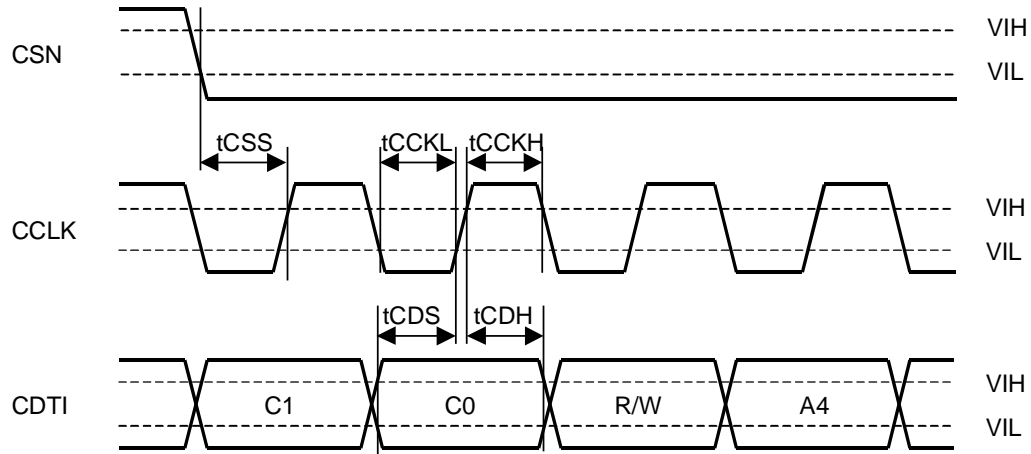 CSN
VIH
VIL
tCSS
tCCKL
tCCKH
CCLK
VIH
VIL
tCDS
tCDH
CDTI
C1
C0
R/W
A4
VIH
VIL